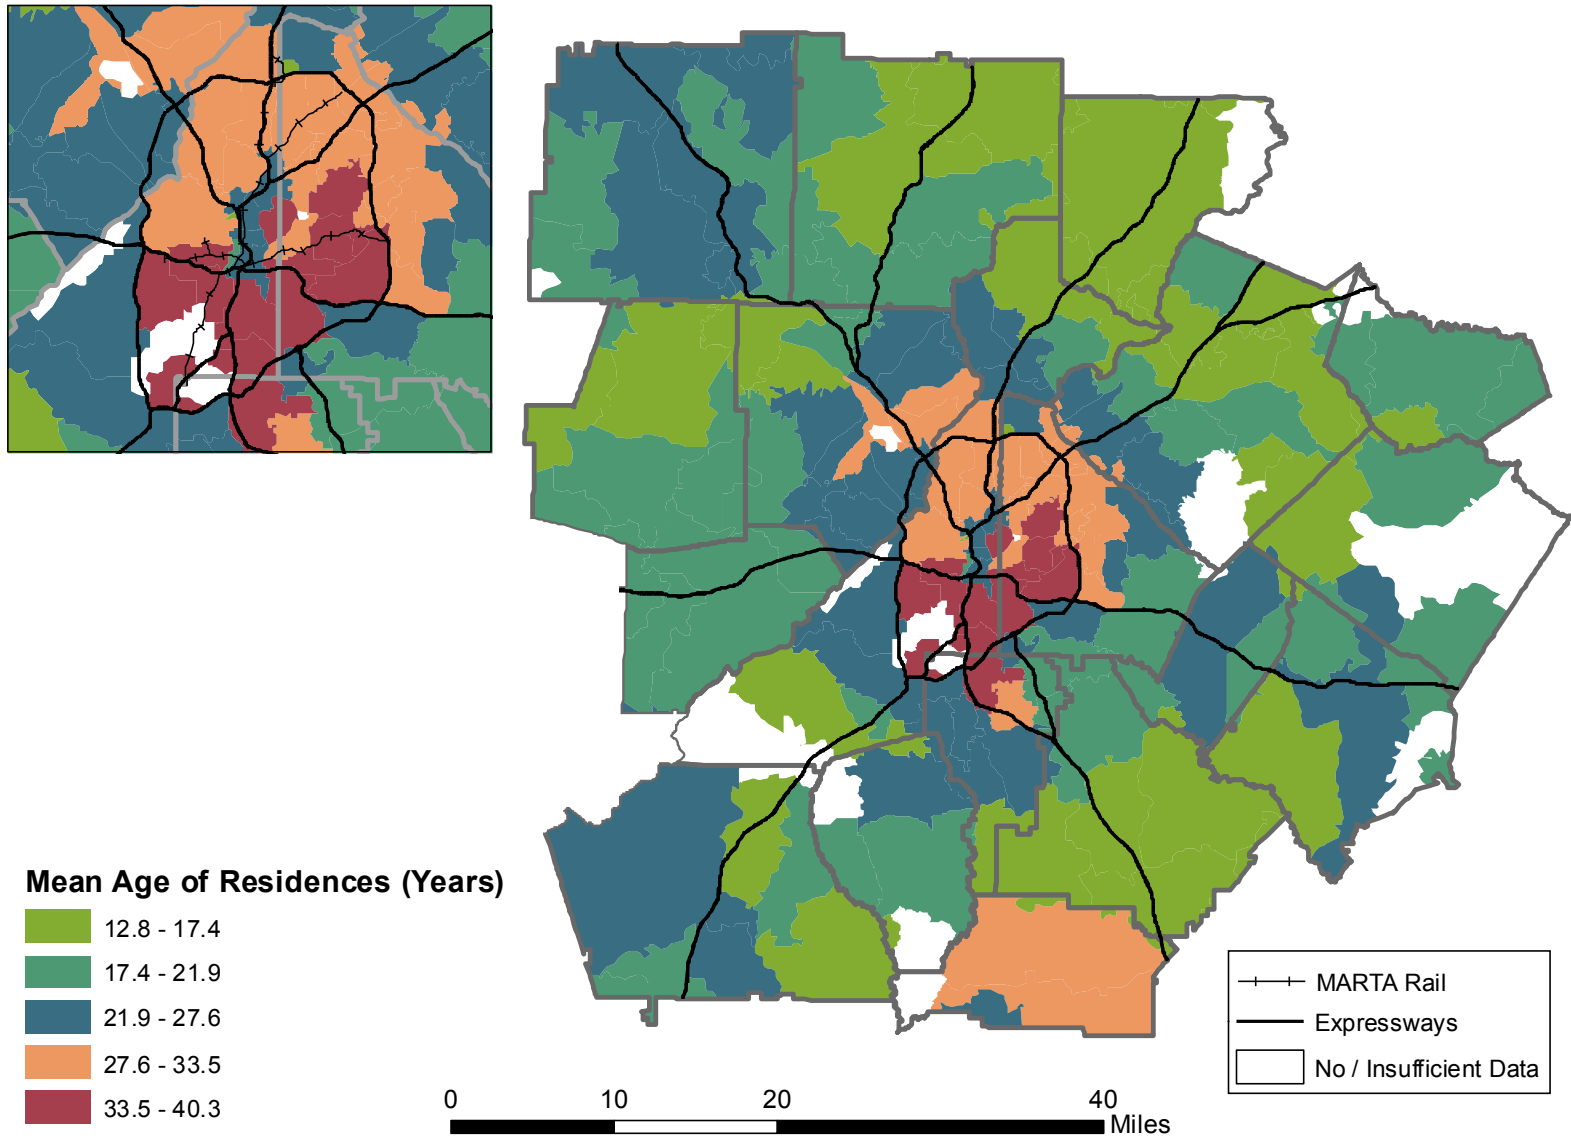 Mean Age of Residences (Years)
12.8 - 17.4
17.4 - 21.9
21.9 - 27.6
27.6 - 33.5
33.5 - 40.3
MARTA Rail
Expressways
No / Insufficient Data
0 10 20 40
Miles